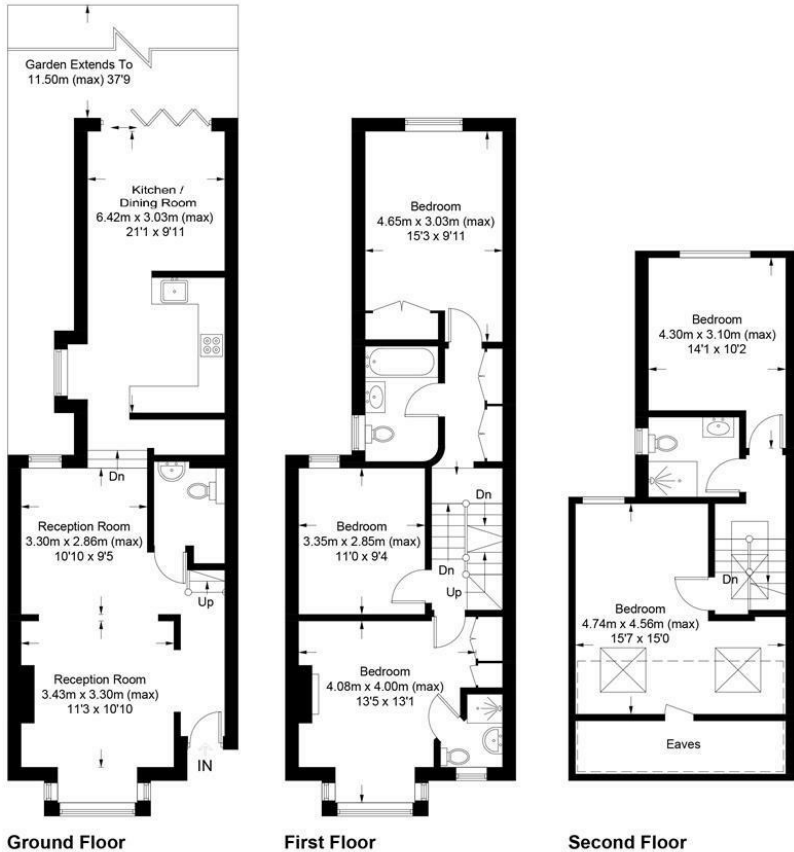 Garden Extends To
11.50m (max) 37'9
Kitchen /
Dining Room
6.42m x 3.03m (max)
21'1 x 9'11
Dn
Reception Room
3.30m x 2.86m (max)
10'10 x 9'5
Up
Reception Room
3.43m x 3.30m (max)
11'3 x 10'10
IN
Ground Floor
Bedroom
4.65m x 3.03m (max)
15'3 x 9'11
Dn
Bedroom
3.35m x 2.85m (max)
11'0 x 9'4
Dn
Up
Bedroom
4.08m x 4.00m (max)
13'5 x 13'1
First Floor
Bedroom
4.30m x 3.10m (max)
14'1 x 10'2
Dn
Bedroom
4.74m x 4.56m (max)
15'7 x 15'0
Eaves
Second Floor